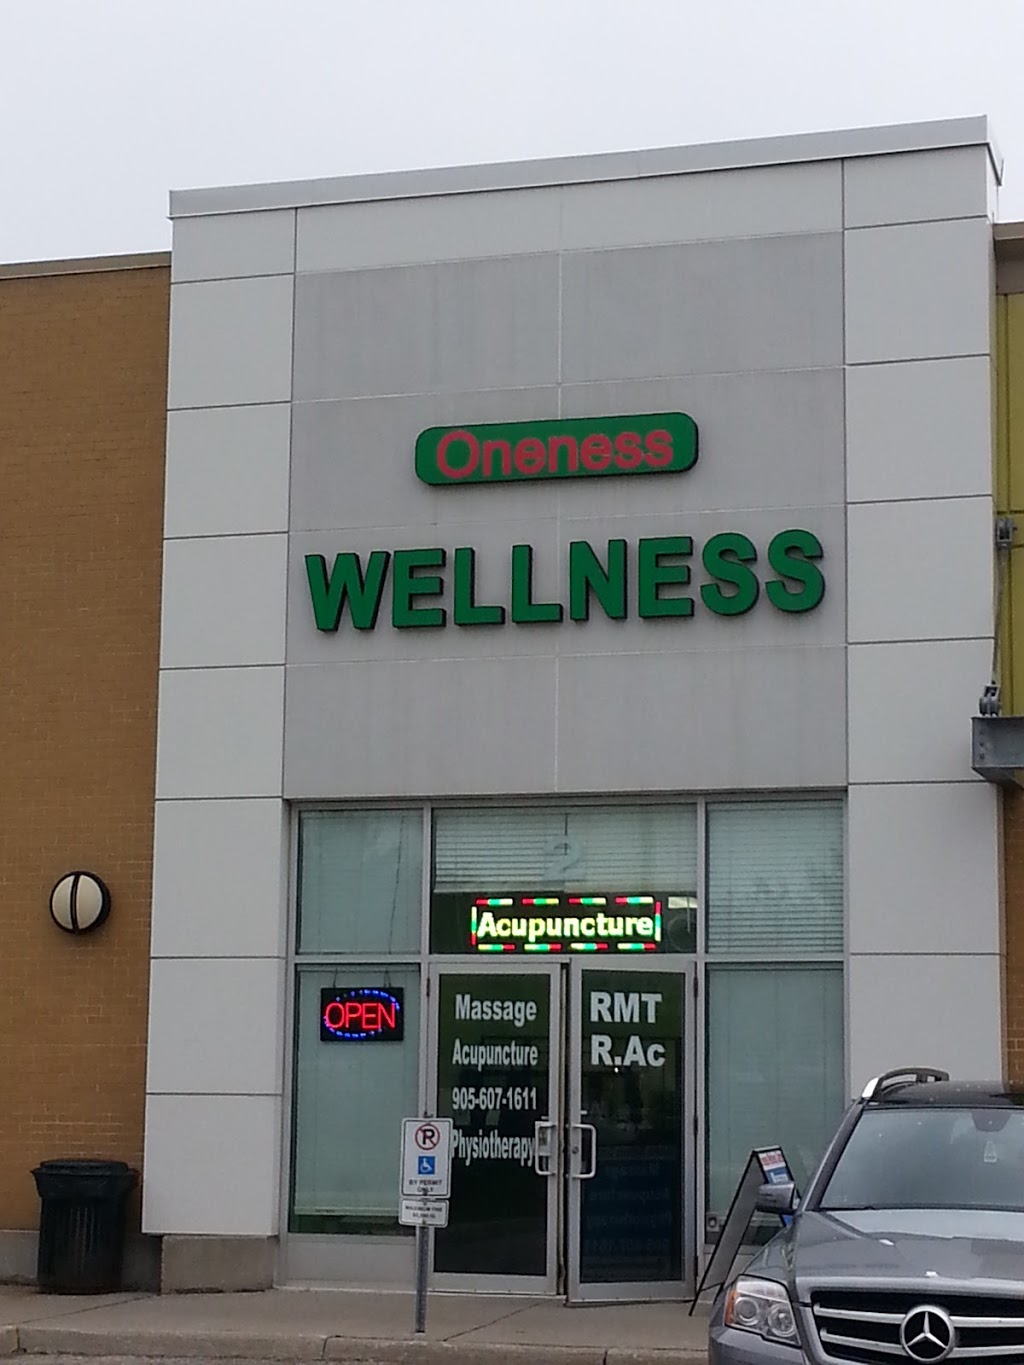 Oneness
WELLNESS
2
Acupuncture
OPEN
Massage
Acupuncture
905-607-1611
Physiotherapy
RMT
R.Ac
P
BY PERMIT
ONLY